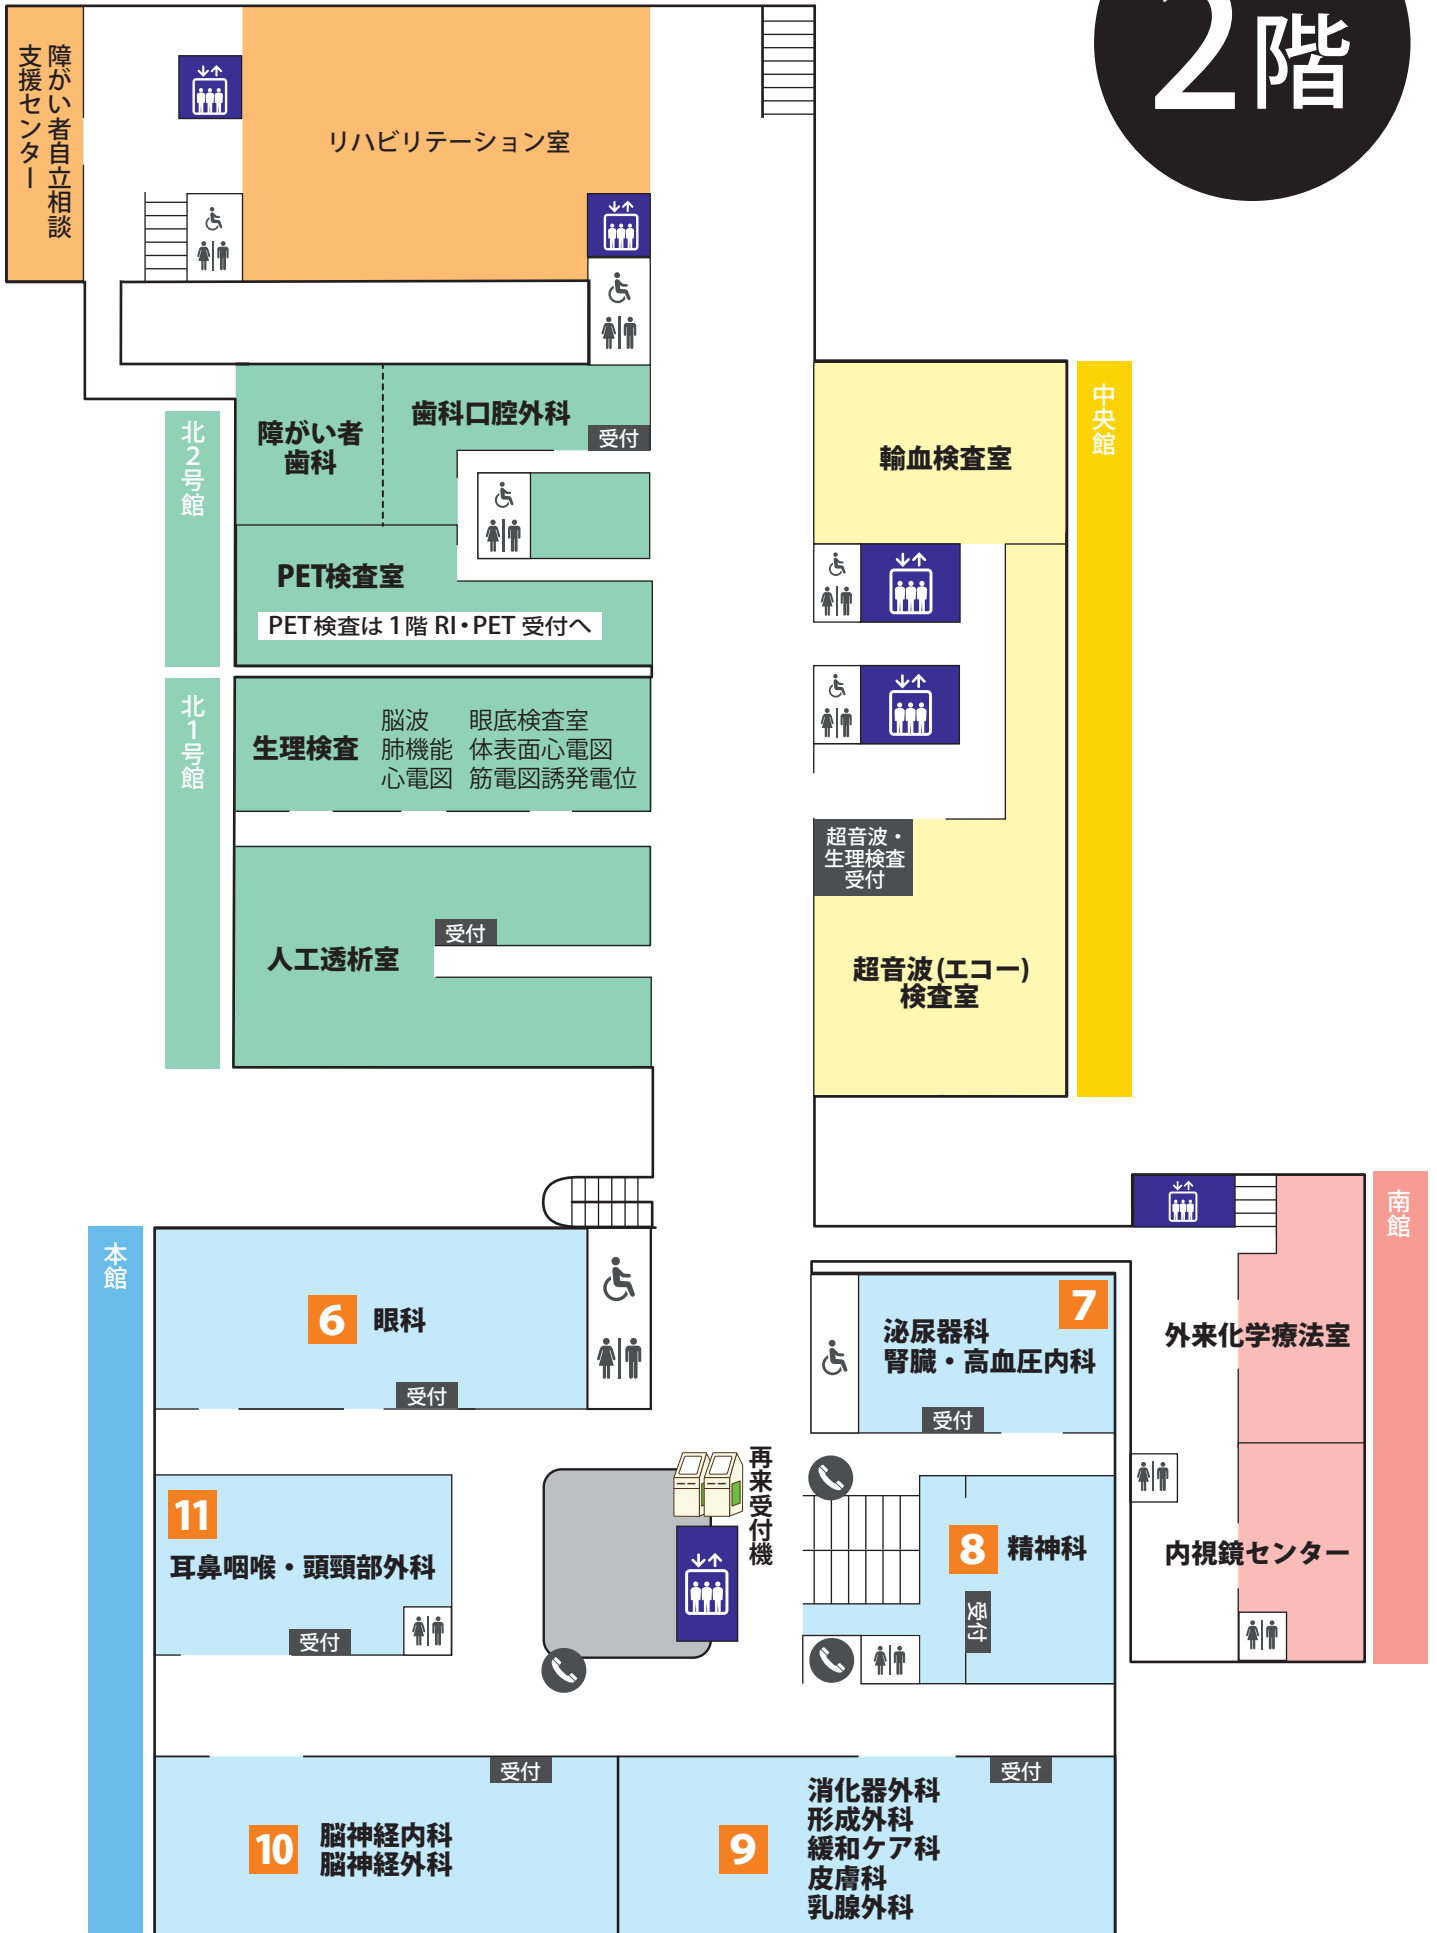 2階
障がい者自立相談
支援センター
リハビリテーション室
歯科口腔外科
受付
障がい者
歯科
北2号館
中央館
輸血検査室
PET検査室
PET検査は1階 RI・PET 受付へ
北1号館
生理検査
脳波
肺機能
心電図
眼底検査室
体表面心電図
筋電図誘発電位
超音波・
生理検査
受付
人工透析室
受付
超音波(エコー)
検査室
南館
本館
6 眼科
受付
7
泌尿器科
腎臓・高血圧内科
受付
外来化学療法室
再来受付機
11
耳鼻咽喉・頭頸部外科
受付
8 精神科
受付
内視鏡センター
受付
10
脳神経内科
脳神経外科
受付
9
消化器外科
形成外科
緩和ケア科
皮膚科
乳腺外科